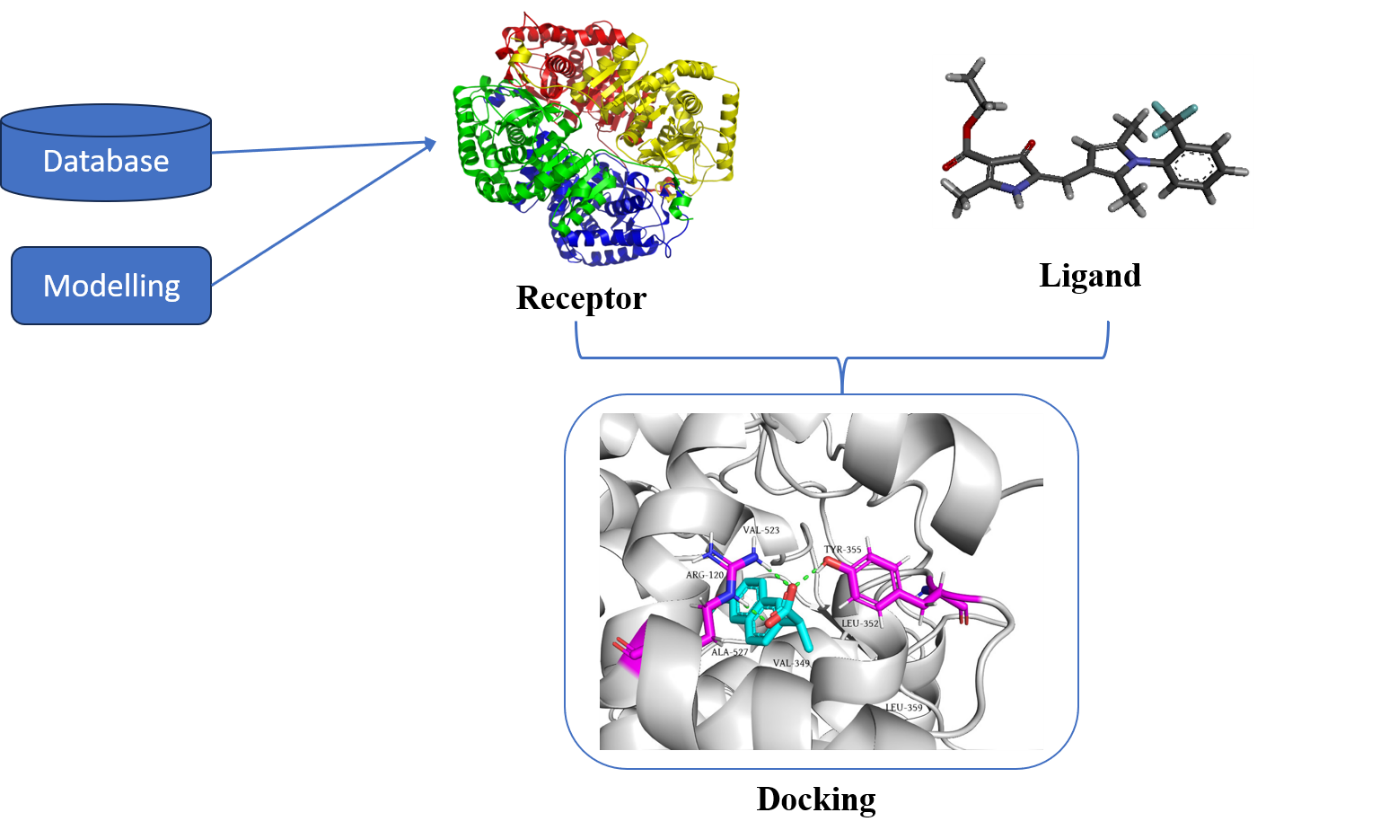 Database
Modelling
Receptor
Ligand
VAL-523
TYR-355
ARG-120
LEU-352
ALA-527
VAL-349
LEU-359
Docking